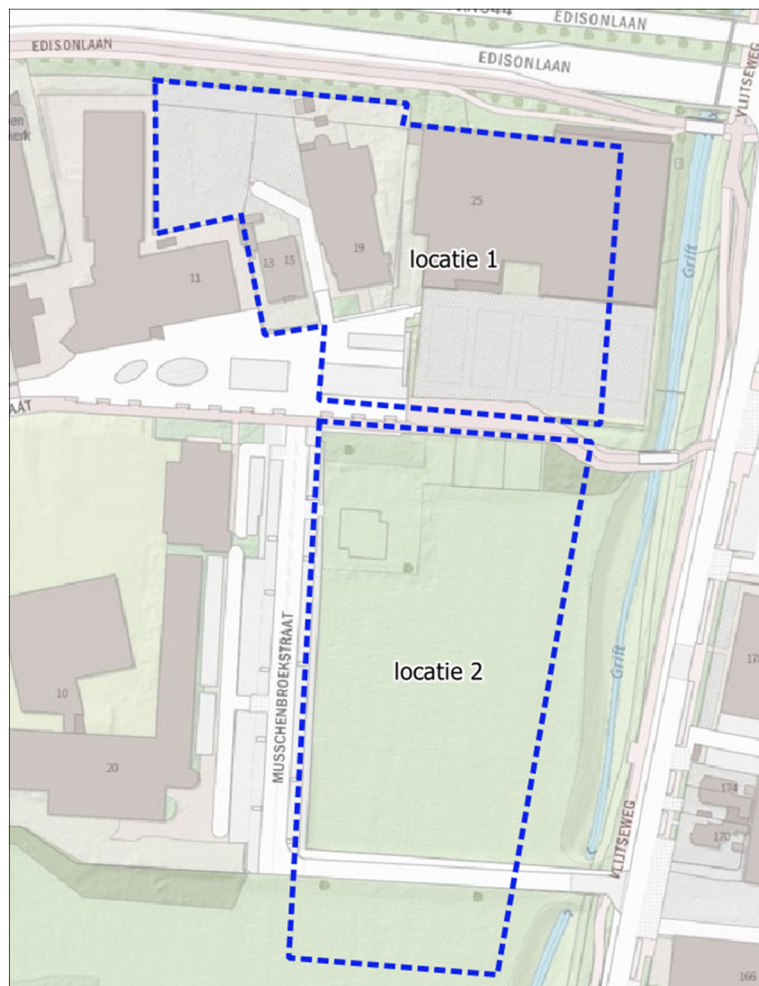 EDISONLAAN
EDISONLAAN
EDISONLAAN
VLIJTSEWEG
25
19
locatie 1
13
15
11
Grift
locatie 2
MUSSCHENBROEKSTRAAT
Grift
10
20
174
170
VLIJTSEWEG
166